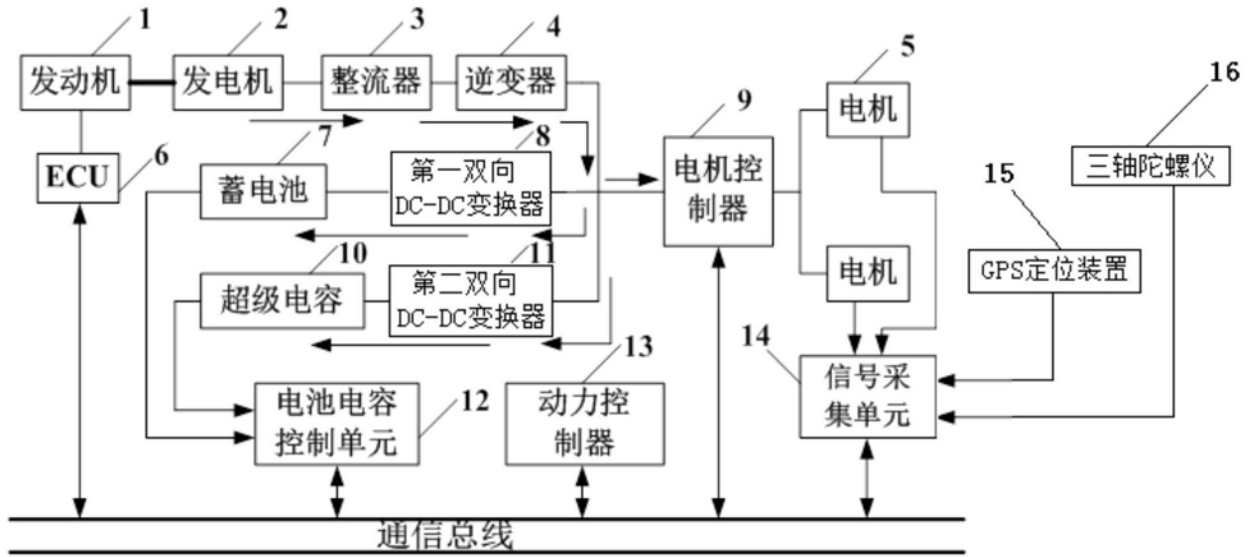 1
2
3
4
5
16
发动机
发电机
整流器
逆变器
电机
9
三轴陀螺仪
7
8
ECU
6
蓄电池
第一双向
DC-DC变换器
电机控
制器
15
GPS定位装置
10
11
电机
超级电容
第二双向
DC-DC变换器
13
14
电池电容
控制单元
12
动力控
制器
信号采
集单元
通信总线